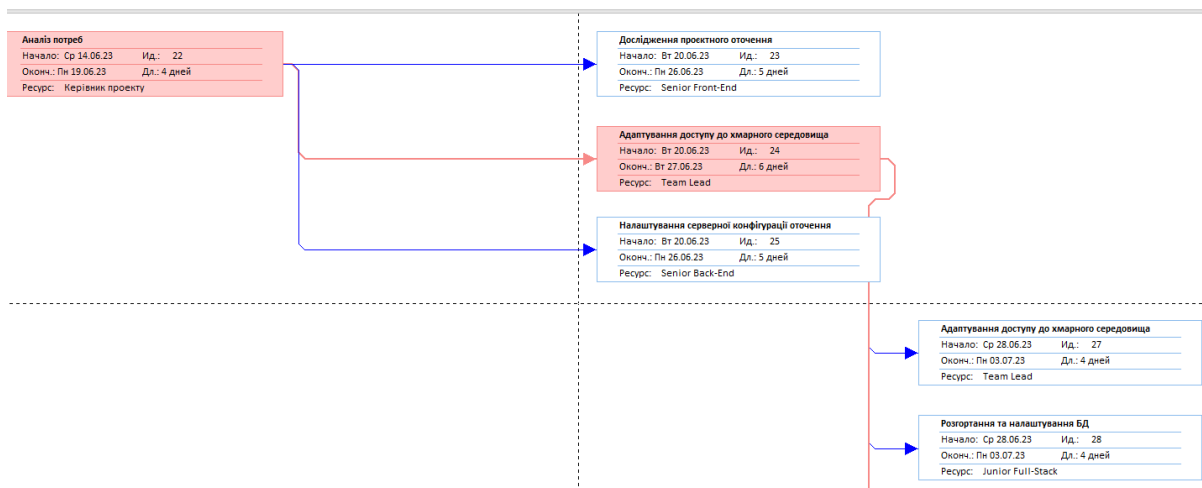 Аналіз потреб
Начало: Ср 14.06.23 Ид.: 22
Оконч.: Пн 19.06.23 Дл.: 4 дней
Ресурс: Керівник проекту
Дослідження проєктного оточення
Начало: Вт 20.06.23 Ид.: 23
Оконч.: Пн 26.06.23 Дл.: 5 дней
Ресурс: Senior Front-End
Адаптування доступу до хмарного середовища
Начало: Вт 20.06.23 Ид.: 24
Оконч.: Вт 27.06.23 Дл.: 6 дней
Ресурс: Team Lead
Налаштування серверної конфігурації оточення
Начало: Вт 20.06.23 Ид.: 25
Оконч.: Пн 26.06.23 Дл.: 5 дней
Ресурс: Senior Back-End
Адаптування доступу до хмарного середовища
Начало: Ср 28.06.23 Ид.: 27
Оконч.: Пн 03.07.23 Дл.: 4 дней
Ресурс: Team Lead
Розгортання та налаштування БД
Начало: Ср 28.06.23 Ид.: 28
Оконч.: Пн 03.07.23 Дл.: 4 дней
Ресурс: Junior Full-Stack